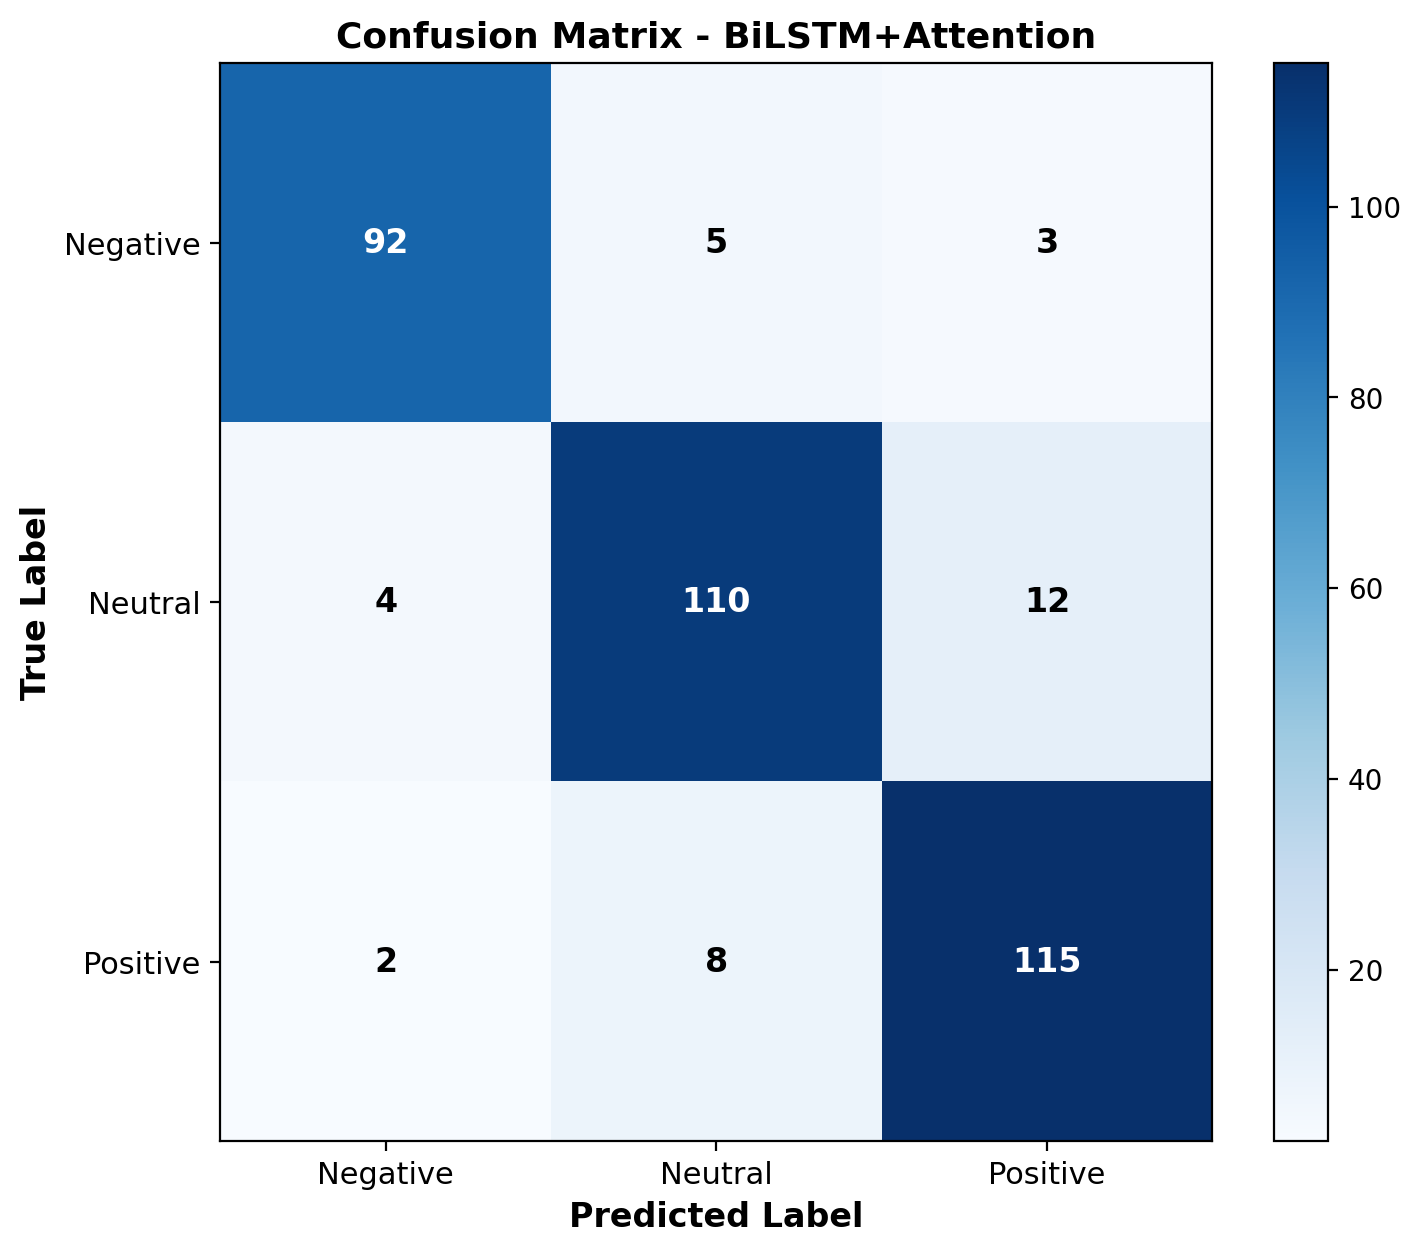 Confusion Matrix - BiLSTM+Attention
True Label
Negative
92
5
3
Neutral
4
110
12
Positive
2
8
115
Negative
Neutral
Positive
Predicted Label
100
80
60
40
20